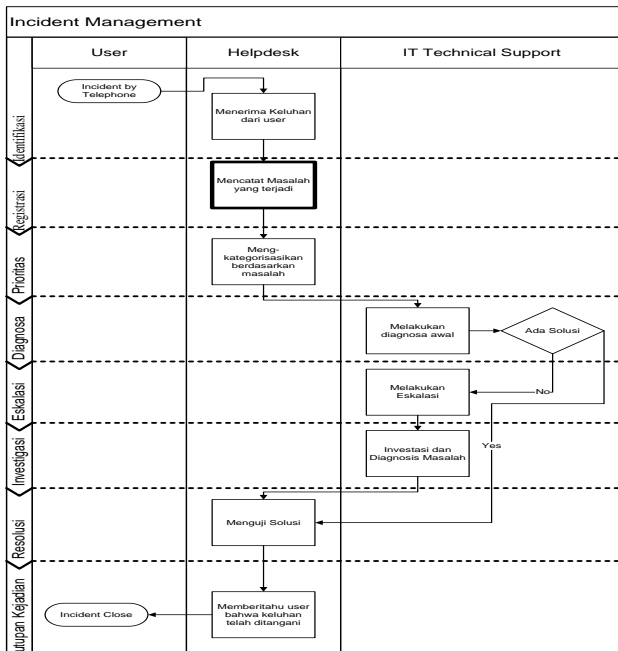 Incident Management
User
Helpdesk
IT Technical Support
Identifikasi
Incident by
Telephone
Menerima Keluhan
dari user
Registrasi
Mencatat Masalah
yang terjadi
Prioritas
Meng-
kategorisasikan
berdasarkan
masalah
Diagnosa
Melakukan
diagnosa awal
Ada Solusi
Eskalasi
Melakukan
Eskalasi
No
Investigasi
Investasi dan
Diagnosis Masalah
Yes
Resolusi
Menguji Solusi
utupan Kejadian
Incident Close
Memberitahu user
bahwa keluhan
telah ditangani